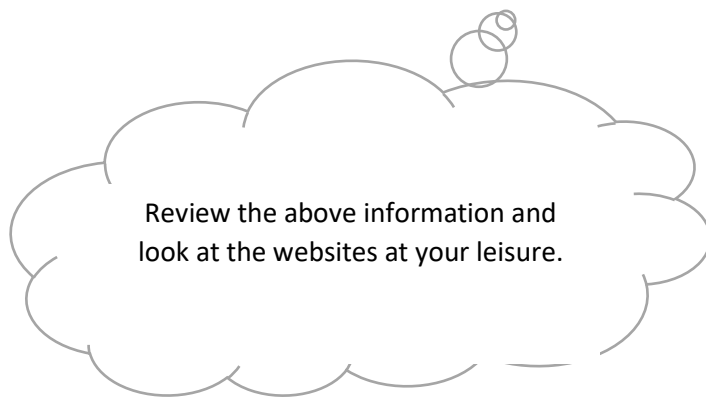 Review the above information and
look at the websites at your leisure.